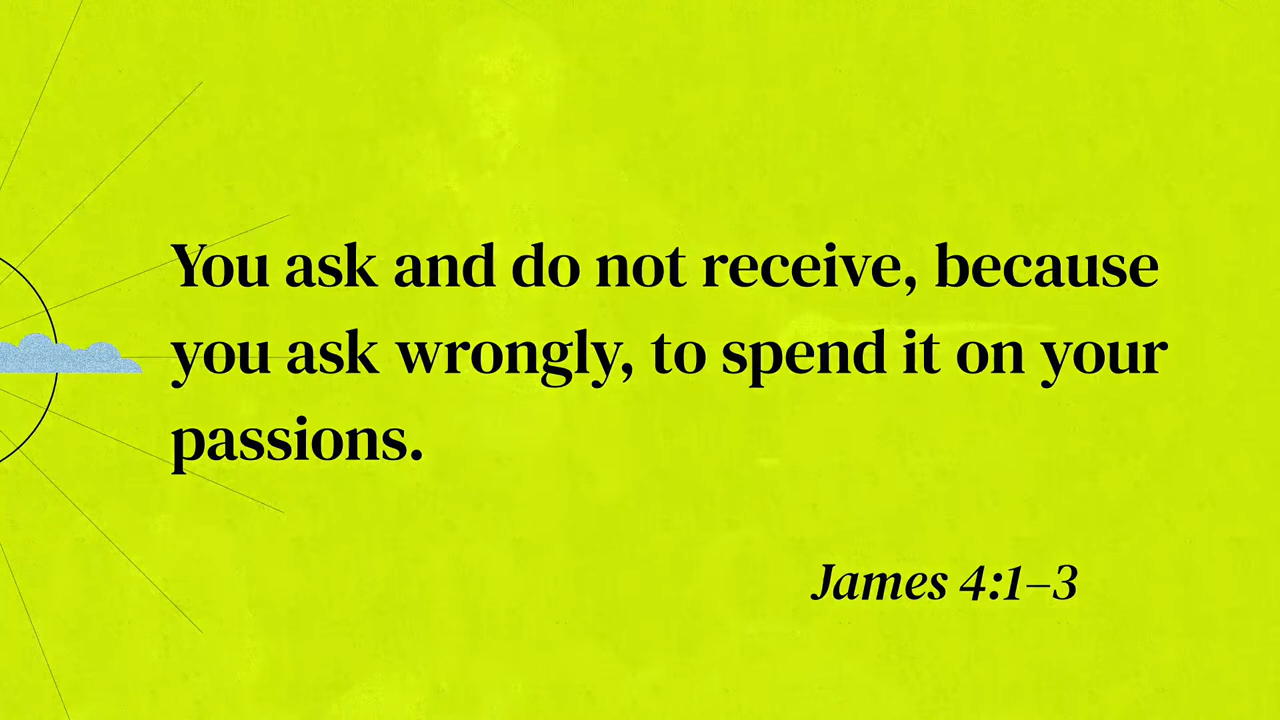 You ask and do not receive, because
you ask wrongly, to spend it on your
passions.
James 4:1–3